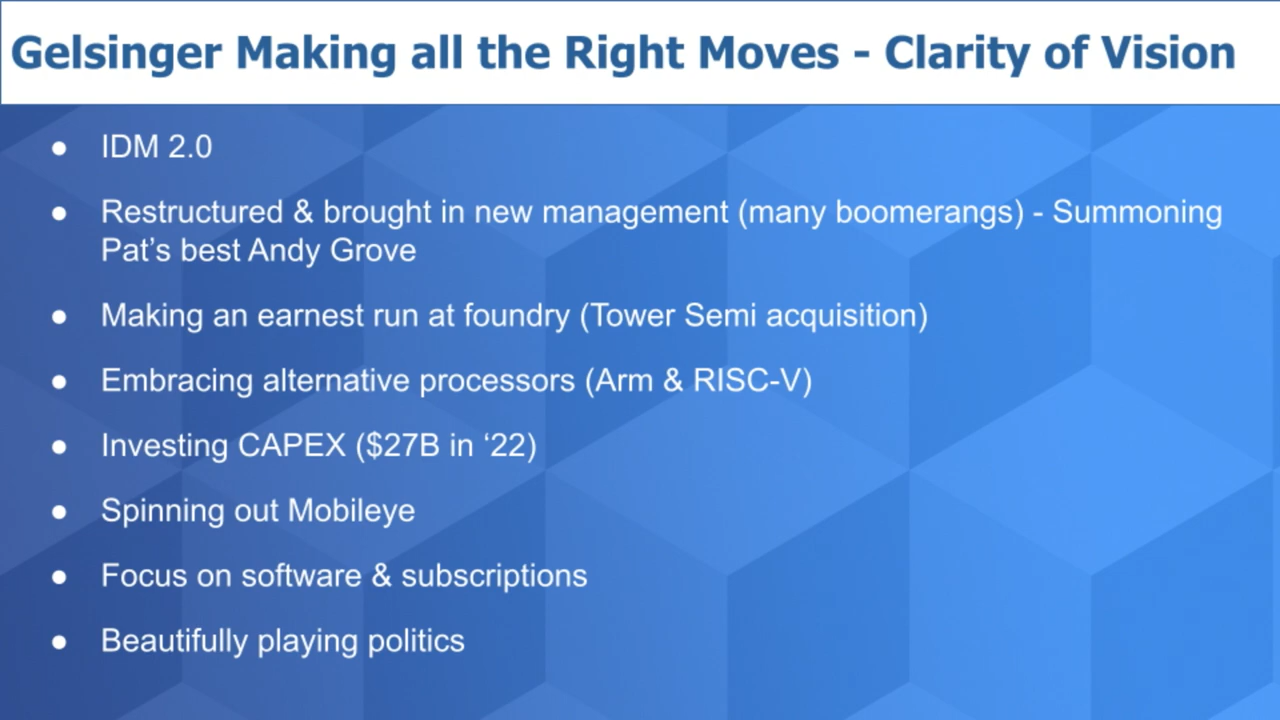 Gelsinger Making all the Right Moves - Clarity of Vision
● IDM 2.0
● Restructured & brought in new management (many boomerangs) - Summoning
Pat’s best Andy Grove
● Making an earnest run at foundry (Tower Semi acquisition)
● Embracing alternative processors (Arm & RISC-V)
● Investing CAPEX ($27B in ‘22)
● Spinning out Mobileye
● Focus on software & subscriptions
● Beautifully playing politics